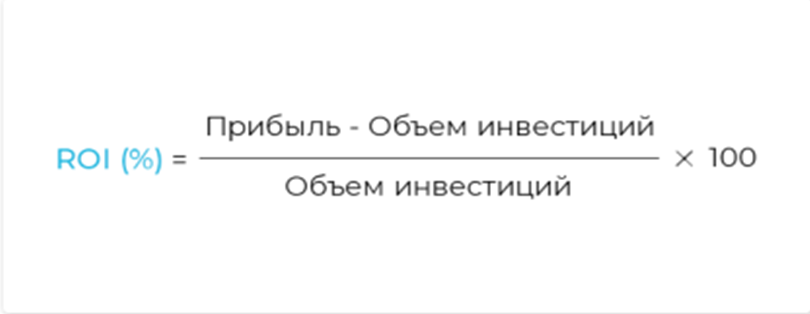 Прибыль - Объем инвестиций
ROI (%) = × 100
Объем инвестиций